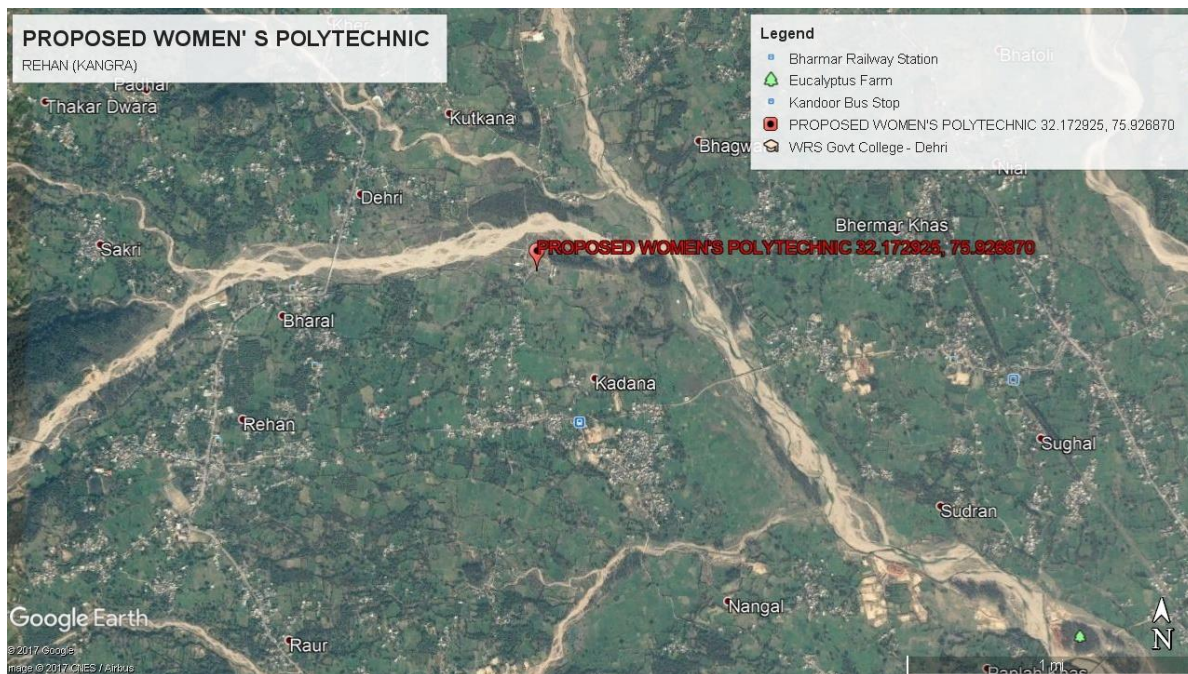 PROPOSED WOMEN' S POLYTECHNIC
REHAN (KANGRA)
Legend
Bharmar Railway Station
Eucalyptus Farm
Kandoor Bus Stop
PROPOSED WOMEN'S POLYTECHNIC 32.172925, 75.926870
WRS Govt College - Dehri
Kher
Bhatoli
Padhar
Thakar Dwara
Kutkana
Nial
Dehri
Bhermar Khas
Sakri
PROPOSED WOMEN'S POLYTECHNIC 32.172925, 75.926870
Bharal
Kadana
Rehan
Sughal
Sudran
Nangal
Raur
Google Earth
N
© 2017 Google
Image © 2017 CNES / Airbus
1 mi